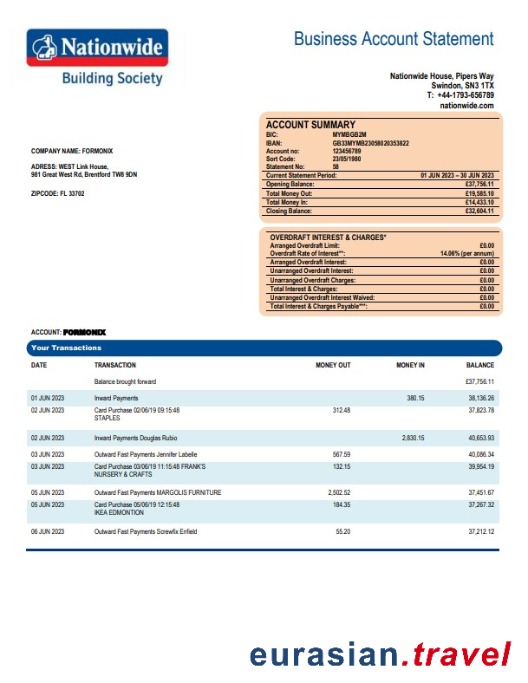 Nationwide
Building Society
Business Account Statement
Nationwide House, Pipers Way
Swindon, SN3 1TX
T: +44-1793-656789
nationwide.com
COMPANY NAME: FORMONIX
ADRESS: WEST Link House,
981 Great West Rd, Brentford TW8 9DN
ZIPCODE: FL 33702
ACCOUNT SUMMARY
BIC: MYMBGB2M
IBAN: GB33MYMB23058020353822
Account no: 123456789
Sort Code: 23/05/1980
Statement No: 58
Current Statement Period: 01 JUN 2023 – 30 JUN 2023
Opening Balance: £37,756.11
Total Money Out: £19,585.10
Total Money In: £14,433.10
Closing Balance: £32,604.11
OVERDRAFT INTEREST & CHARGES*
Arranged Overdraft Limit: £0.00
Overdraft Rate of Interest**: 14.06% (per annum)
Arranged Overdraft Interest: £0.00
Unarranged Overdraft Interest: £0.00
Unarranged Overdraft Charges: £0.00
Total Interest & Charges: £0.00
Unarranged Overdraft Interest Waived: £0.00
Total Interest & Charges Payable***: £0.00
ACCOUNT: FORMONIX
Your Transactions
DATE TRANSACTION MONEY OUT MONEY IN BALANCE
Balance brought forward £37,756.11
01 JUN 2023 Inward Payments 380.15 38,136.26
02 JUN 2023 Card Purchase 02/06/19 09:15:48 312.48 37,823.78
STAPLES
02 JUN 2023 Inward Payments Douglas Rubio 2,830.15 40,653.93
03 JUN 2023 Outward Fast Payments Jennifer Labelle 567.59 40,086.34
03 JUN 2023 Card Purchase 03/06/19 11:15:48 FRANK'S 132.15 39,954.19
NURSERY & CRAFTS
05 JUN 2023 Outward Fast Payments MARGOLIS FURNITURE 2,502.52 37,451.67
05 JUN 2023 Card Purchase 05/06/19 12:15:48 184.35 37,267.32
IKEA EDMONTION
06 JUN 2023 Outward Fast Payments Screwfix Enfield 55.20 37,212.12
eurasian.travel